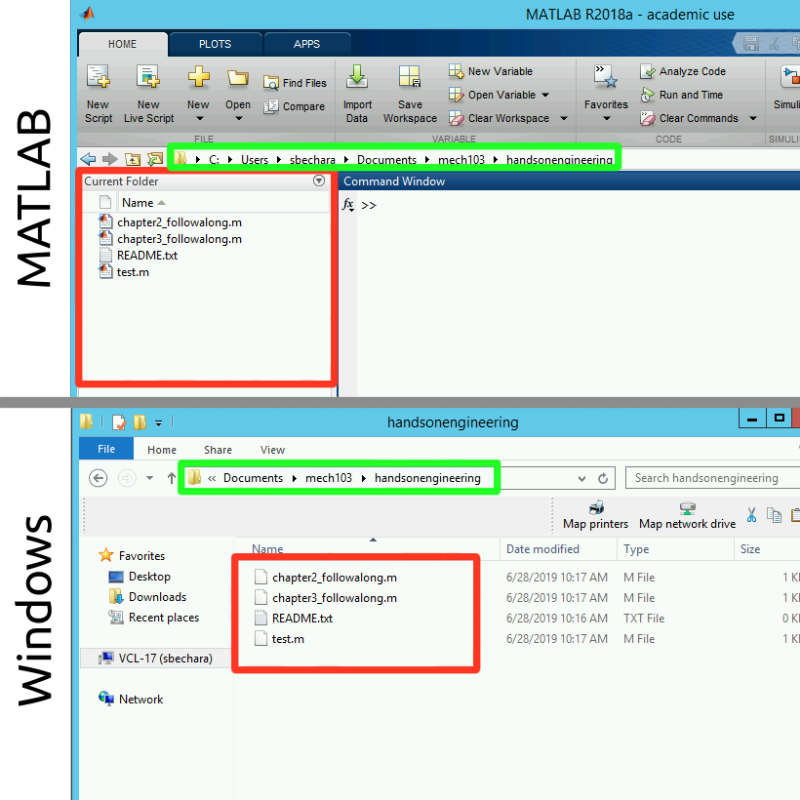 MATLAB
MATLAB R2018a - academic use
HOME PLOTS APPS
New Script
New Live Script
New
Open
Find Files
Compare
Import Data
Save Workspace
New Variable
Open Variable
Clear Workspace
Favorites
Analyze Code
Run and Time
Clear Commands
FILE VARIABLE CODE
C: Users sbechara Documents mech103 handsonengineering
Current Folder
Command Window
Name
fx >>
chapter2_followalong.m
chapter3_followalong.m
README.txt
test.m
Windows
handsonengineering
File Home Share View
« Documents mech103 handsonengineering
Search handsonengineering
Map printers Map network drive
Name Date modified Type Size
Favorites
Desktop
Downloads
Recent places
VCL-17 (sbechara)
Network
chapter2_followalong.m 6/28/2019 10:17 AM M File 1
chapter3_followalong.m 6/28/2019 10:17 AM M File 1
README.txt 6/28/2019 10:16 AM TXT File 0
test.m 6/28/2019 10:17 AM M File 1